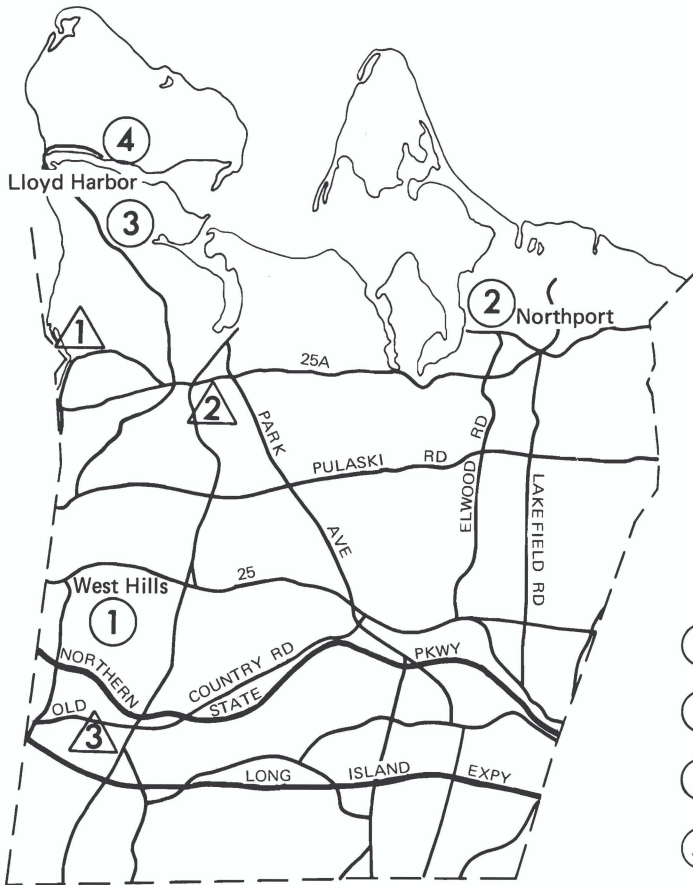 4
Lloyd Harbor
3
2
Northport
1
25A
2
PARK
AVE
PULASKI RD
ELWOOD RD
LAKEFIELD RD
25
West Hills
1
NORTHERN
STATE
PKWY
OLD
COUNTRY RD
3
LONG ISLAND EXPY